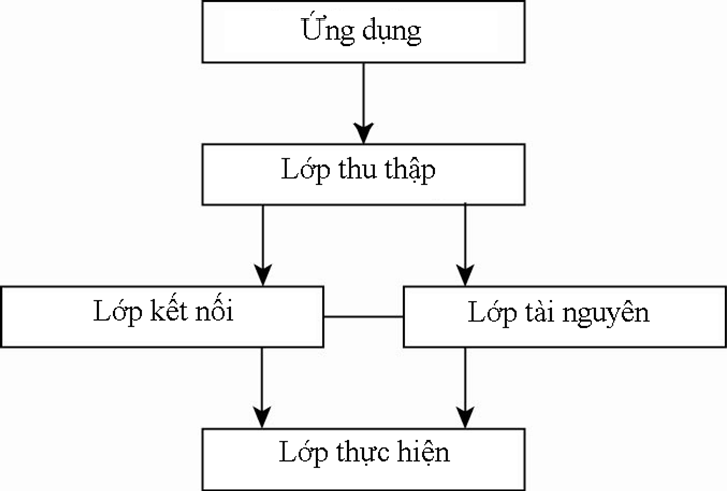 Ứng dụng
Lớp thu thập
Lớp kết nối
Lớp tài nguyên
Lớp thực hiện